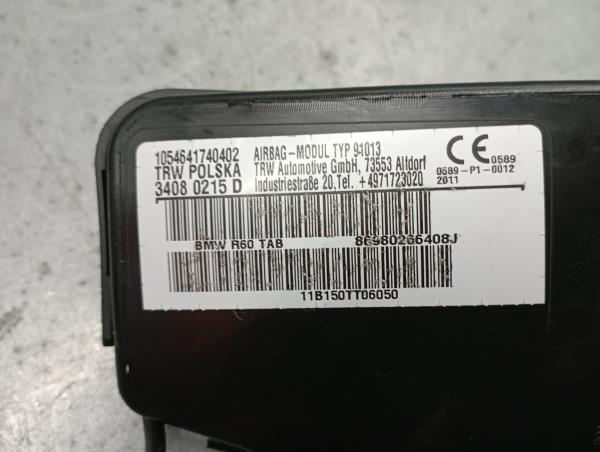 1054641740402 AIRBAG-MODUL TYP 91013
TRW POLSKA TRW Automotive GmbH, 73553 Alfdorf
3408 0215 D Industriestraße 20, Tel. +4971723020
CE 0589
0589-P1-0012
2011
BMW R60 TAB 86980266408J
11B150TT06050